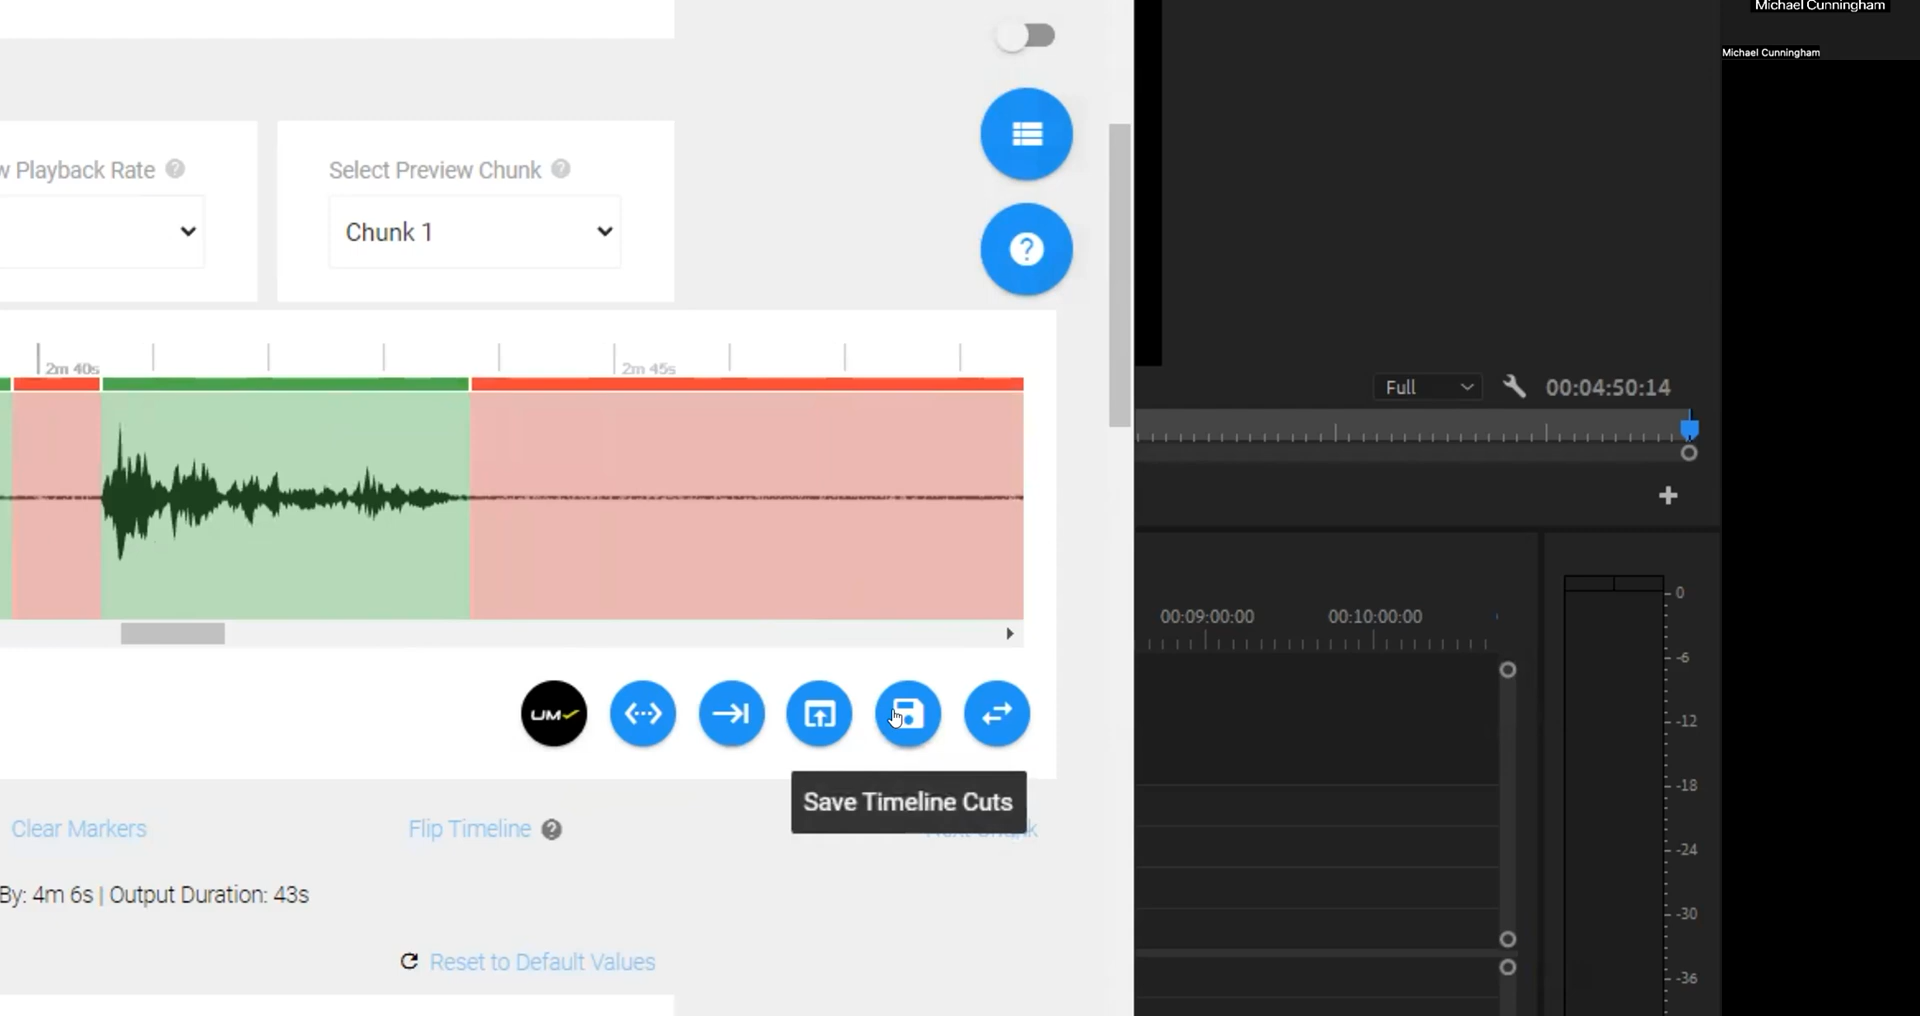 Michael Cunningham
Michael Cunningham
Playback Rate
Select Preview Chunk
Chunk 1
2m 40s
2m 45s
Full
00:04:50:14
00:09:00:00
00:10:00:00
0
-6
-12
-18
-24
-30
-36
UM
Save Timeline Cuts
Clear Markers
Flip Timeline
By: 4m 6s | Output Duration: 43s
Reset to Default Values